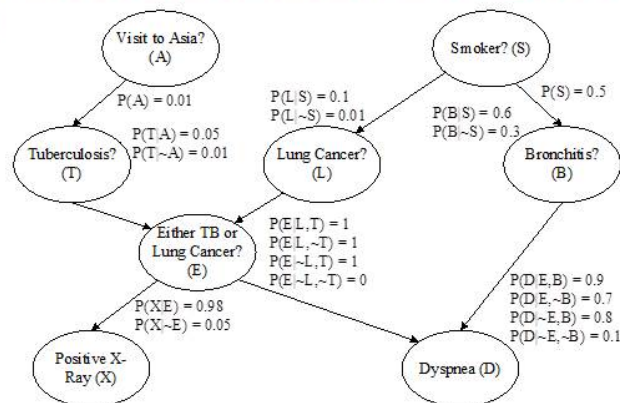 Visit to Asia?
(A)
Smoker? (S)
P(A) = 0.01
P(L|S) = 0.1
P(L|~S) = 0.01
P(S) = 0.5
P(B|S) = 0.6
P(B|~S) = 0.3
P(T|A) = 0.05
P(T|~A) = 0.01
Tuberculosis?
(T)
Lung Cancer?
(L)
Bronchitis?
(B)
Either TB or
Lung Cancer?
(E)
P(E|L,T) = 1
P(E|L,~T) = 1
P(E|~L,T) = 1
P(E|~L,~T) = 0
P(D|E,B) = 0.9
P(D|E,~B) = 0.7
P(D|~E,B) = 0.8
P(D|~E,~B) = 0.1
P(X|E) = 0.98
P(X|~E) = 0.05
Positive X-
Ray (X)
Dyspnea (D)